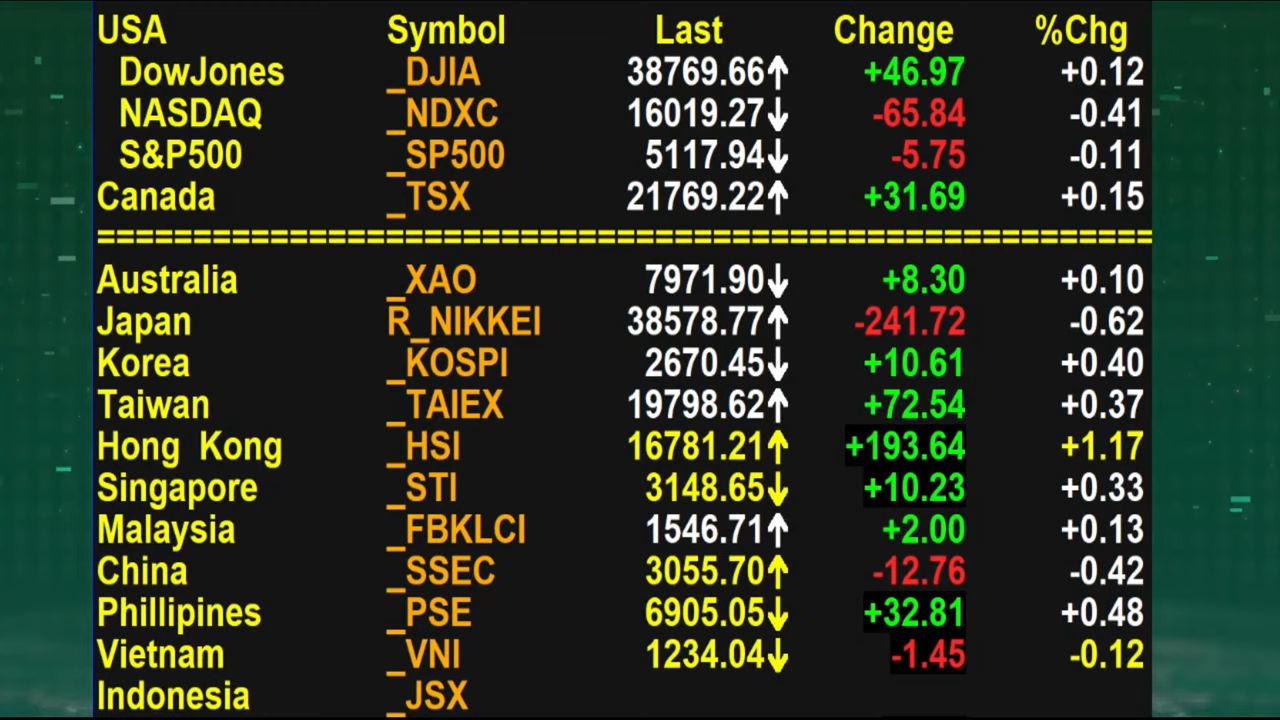 USA Symbol Last Change %Chg
DowJones _DJIA 38769.66↑ +46.97 +0.12
NASDAQ _NDXC 16019.27↓ -65.84 -0.41
S&P500 _SP500 5117.94↓ -5.75 -0.11
Canada _TSX 21769.22↑ +31.69 +0.15
========================================================
Australia _XAO 7971.90↓ +8.30 +0.10
Japan R_NIKKEI 38578.77↑ -241.72 -0.62
Korea _KOSPI 2670.45↓ +10.61 +0.40
Taiwan _TAIEX 19798.62↑ +72.54 +0.37
Hong Kong _HSI 16781.21↑ +193.64 +1.17
Singapore _STI 3148.65↓ +10.23 +0.33
Malaysia _FBKLCI 1546.71↑ +2.00 +0.13
China _SSEC 3055.70↑ -12.76 -0.42
Phillipines _PSE 6905.05↓ +32.81 +0.48
Vietnam _VNI 1234.04↓ -1.45 -0.12
Indonesia _JSX